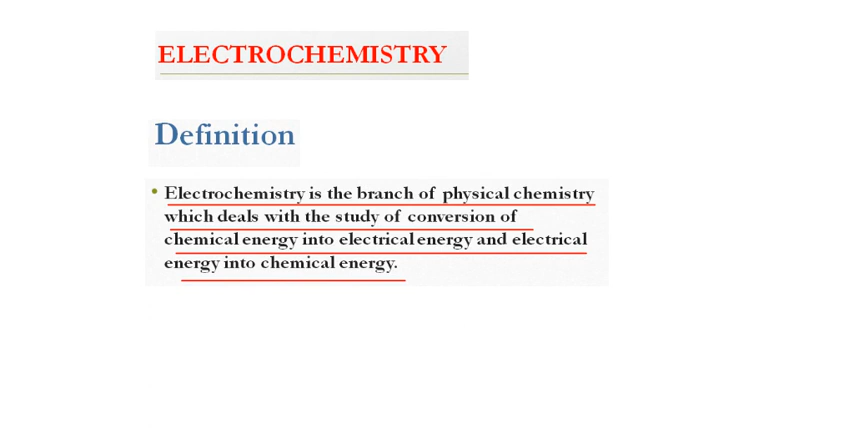 ELECTROCHEMISTRY
Definition
• Electrochemistry is the branch of physical chemistry
which deals with the study of conversion of
chemical energy into electrical energy and electrical
energy into chemical energy.